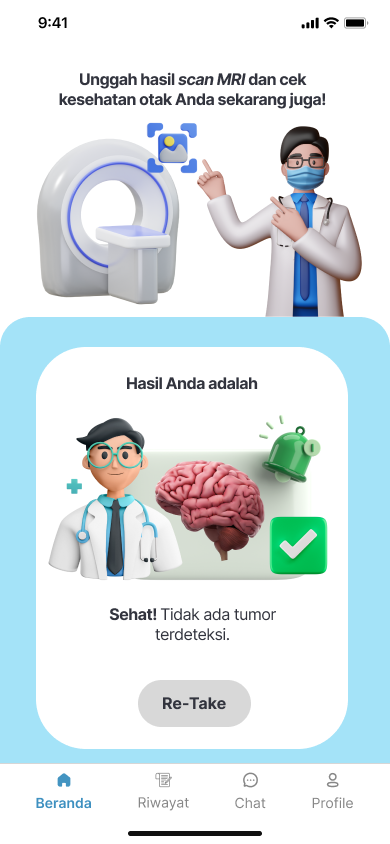 9:41
Unggah hasil scan MRI dan cek
kesehatan otak Anda sekarang juga!
Hasil Anda adalah
Sehat! Tidak ada tumor
terdeteksi.
Re-Take
Beranda
Riwayat
Chat
Profile